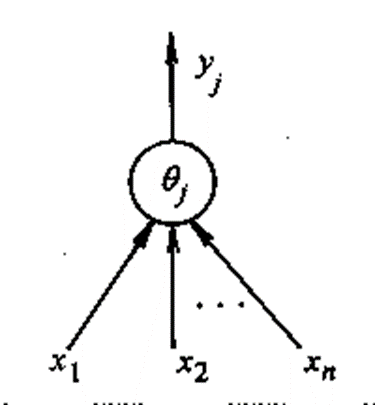 y_j
θ_j
. . .
x_1 x_2 x_n